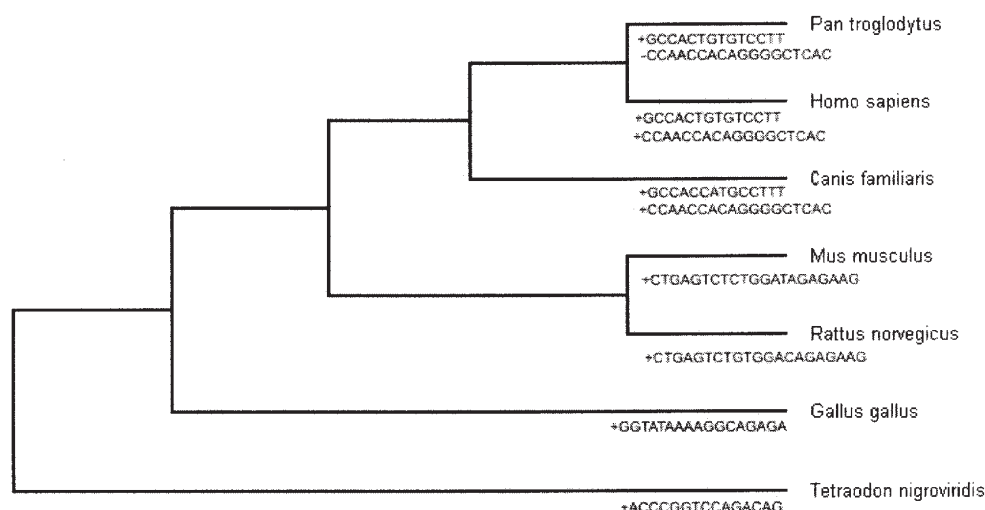 Pan troglodytus
+GCCACTGTGTCCTT
-CCAACCACAGGGGCTCAC
Homo sapiens
+GCCACTGTGTCCTT
+CCAACCACAGGGGCTCAC
Canis familiaris
+GCCACCATGCCTTT
+CCAACCACAGGGGCTCAC
Mus musculus
+CTGAGTCTCTGGATAGAGAAG
Rattus norvegicus
+CTGAGTCTGTGGACAGAGAAG
Gallus gallus
+GGTATAAAAGGCAGAGA
Tetraodon nigroviridis
+ACCCGGTCCAGACAG